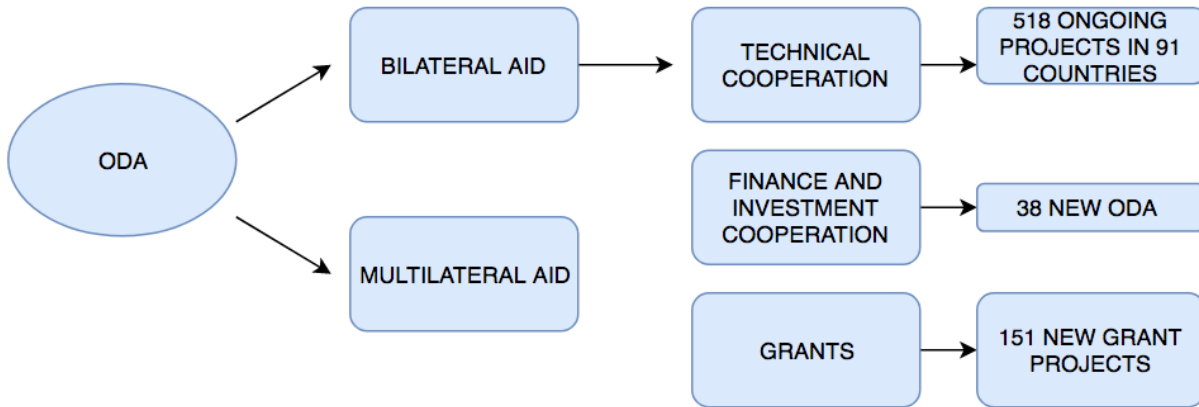 ODA
BILATERAL AID
MULTILATERAL AID
TECHNICAL
COOPERATION
518 ONGOING
PROJECTS IN 91
COUNTRIES
FINANCE AND
INVESTMENT
COOPERATION
38 NEW ODA
GRANTS
151 NEW GRANT
PROJECTS